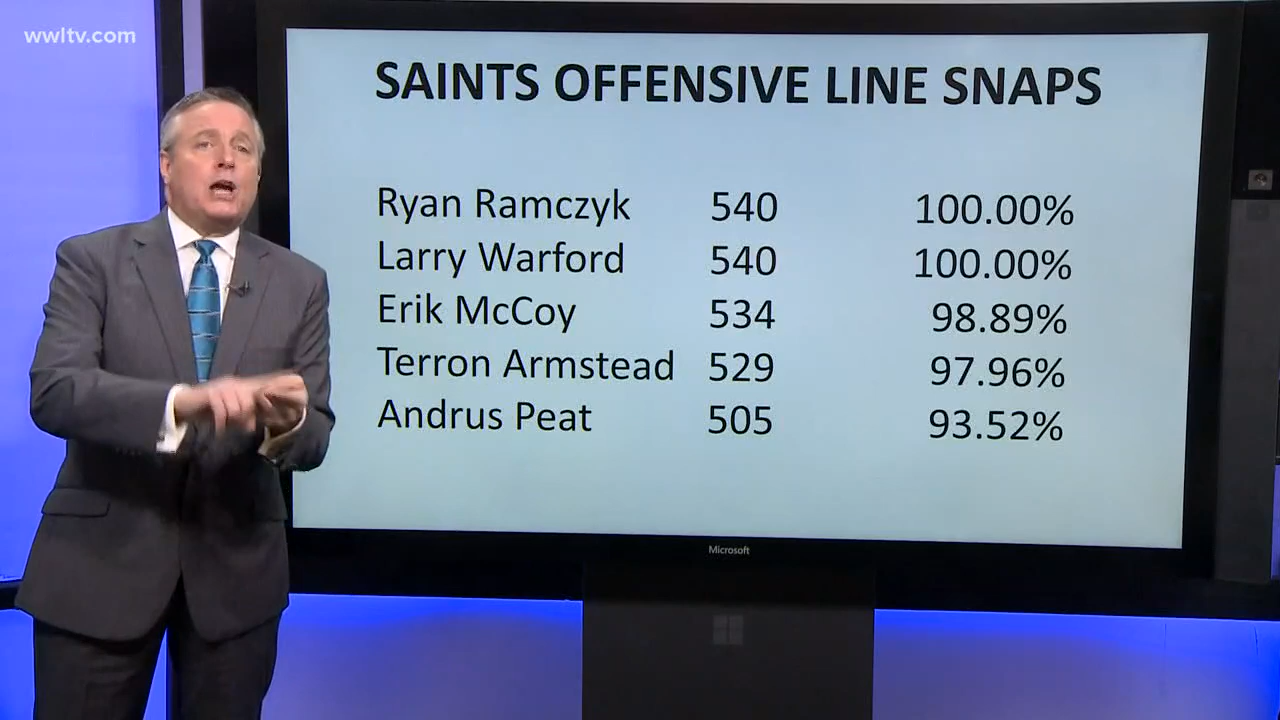 wwltv.com
SAINTS OFFENSIVE LINE SNAPS
Ryan Ramczyk 540 100.00%
Larry Warford 540 100.00%
Erik McCoy 534 98.89%
Terron Armstead 529 97.96%
Andrus Peat 505 93.52%
Microsoft